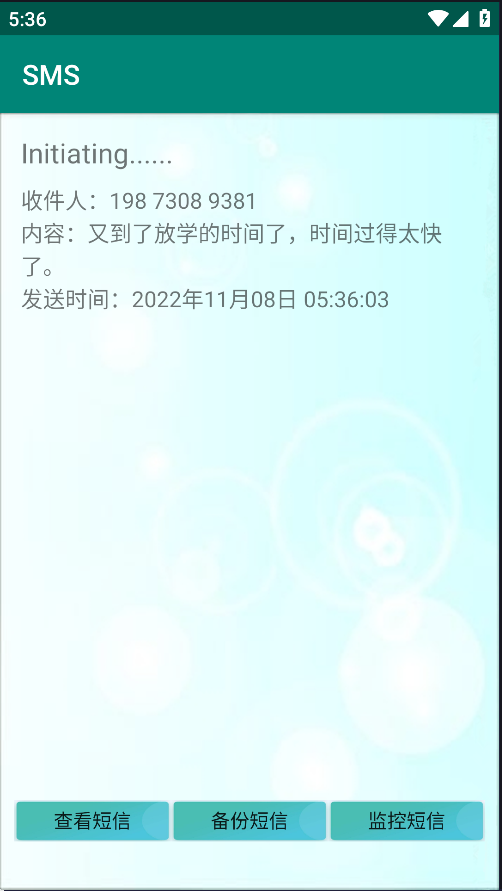 5:36
SMS
Initiating......
收件人：198 7308 9381
内容：又到了放学的时间了，时间过得太快
了。
发送时间：2022年11月08日 05:36:03
查看短信 备份短信 监控短信